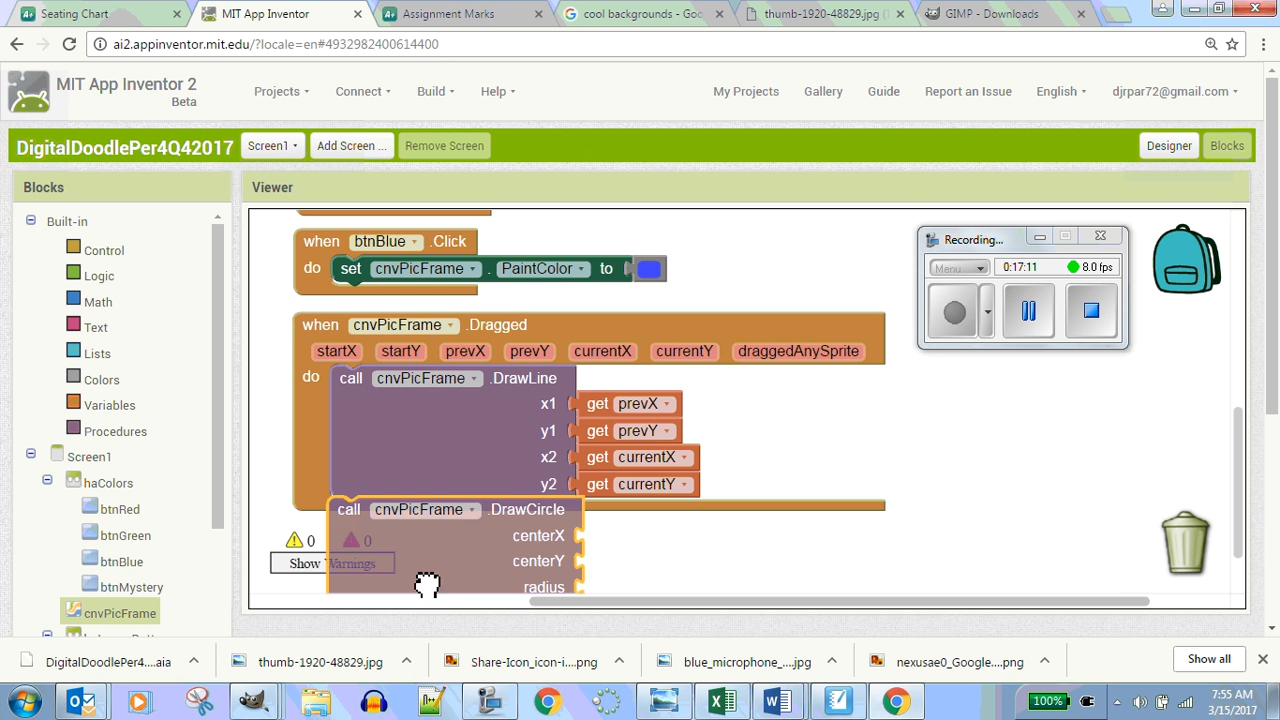 Seating Chart
MIT App Inventor
Assignment Marks
cool backgrounds - Goo
thumb-1920-48829.jpg (1
GIMP - Downloads
ai2.appinventor.mit.edu/?locale=en#4932982400614400
MIT App Inventor 2
Beta
Projects
Connect
Build
Help
My Projects
Gallery
Guide
Report an Issue
English
djrpar72@gmail.com
DigitalDoodlePer4Q42017
Screen1
Add Screen ...
Remove Screen
Designer
Blocks
Blocks
Viewer
Built-in
Control
Logic
Math
Text
Lists
Colors
Variables
Procedures
Screen1
haColors
btnRed
btnGreen
btnBlue
btnMystery
cnvPicFrame
when btnBlue .Click
do set cnvPicFrame . PaintColor to
when cnvPicFrame .Dragged
startX startY prevX prevY currentX currentY draggedAnySprite
do call cnvPicFrame .DrawLine
x1 get prevX
y1 get prevY
x2 get currentX
y2 get currentY
call cnvPicFrame .DrawCircle
centerX
centerY
radius
0 0
Show Warnings
Recording...
Menu
0:17:11
8.0 fps
DigitalDoodlePer4....aia
thumb-1920-48829.jpg
Share-Icon_icon-i....png
blue_microphone_....jpg
nexusae0_Google....png
Show all
100%
7:55 AM
3/15/2017